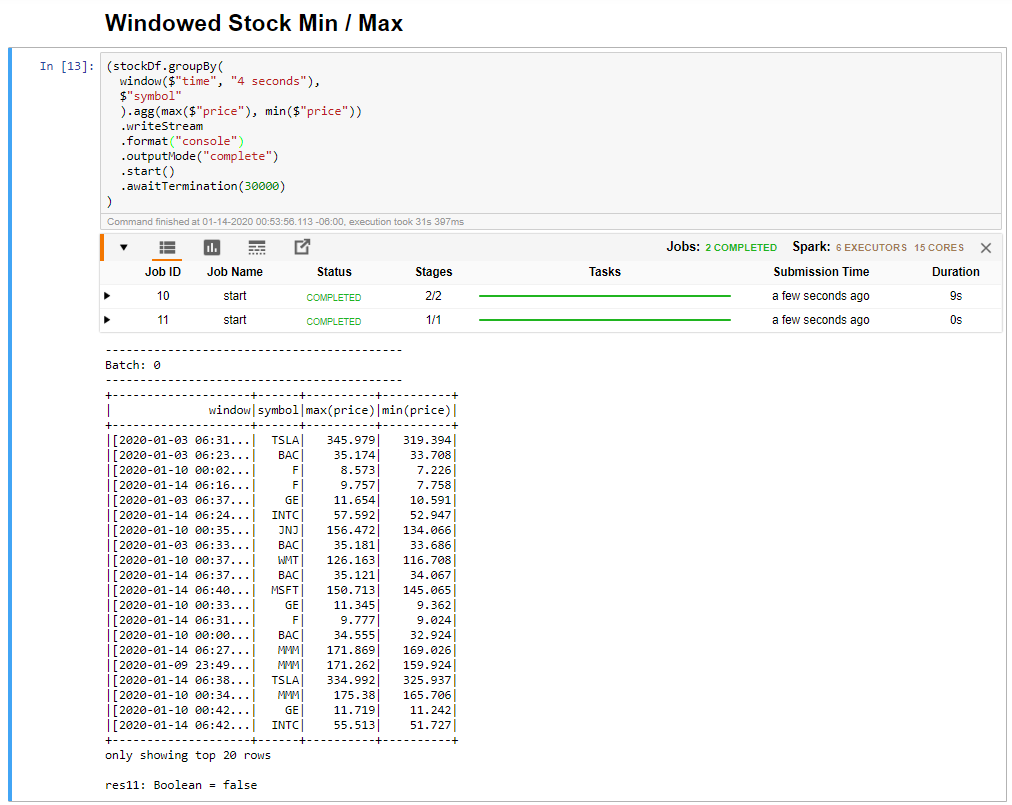 Windowed Stock Min / Max
In [13]:
(stockDf.groupBy(
  window($"time", "4 seconds"),
  $"symbol"
  ).agg(max($"price"), min($"price"))
  .writeStream
  .format("console")
  .outputMode("complete")
  .start()
  .awaitTermination(30000)
)
Command finished at 01-14-2020 00:53:56.113 -06:00, execution took 31s 397ms
Jobs: 2 COMPLETED Spark: 6 EXECUTORS 15 CORES
Job ID Job Name Status Stages Tasks Submission Time Duration
10 start COMPLETED 2/2 a few seconds ago 9s
11 start COMPLETED 1/1 a few seconds ago 0s
-------------------------------------------
Batch: 0
-------------------------------------------
+--------------------+------+----------+----------+
|              window|symbol|max(price)|min(price)|
+--------------------+------+----------+----------+
|[2020-01-03 06:31...|  TSLA|   345.979|   319.394|
|[2020-01-03 06:23...|   BAC|    35.174|    33.708|
|[2020-01-10 00:02...|     F|     8.573|     7.226|
|[2020-01-14 06:16...|     F|     9.757|     7.758|
|[2020-01-03 06:37...|    GE|    11.654|    10.591|
|[2020-01-14 06:24...|  INTC|    57.592|    52.947|
|[2020-01-10 00:35...|   JNJ|   156.472|   134.066|
|[2020-01-03 06:33...|   BAC|    35.181|    33.686|
|[2020-01-10 00:37...|   WMT|   126.163|   116.708|
|[2020-01-14 06:37...|   BAC|    35.121|    34.067|
|[2020-01-14 06:40...|  MSFT|   150.713|   145.065|
|[2020-01-10 00:33...|    GE|    11.345|     9.362|
|[2020-01-14 06:31...|     F|     9.777|     9.024|
|[2020-01-10 00:00...|   BAC|    34.555|    32.924|
|[2020-01-14 06:27...|   MMM|   171.869|   169.026|
|[2020-01-09 23:49...|   MMM|   171.262|   159.924|
|[2020-01-14 06:38...|  TSLA|   334.992|   325.937|
|[2020-01-10 00:34...|   MMM|    175.38|   165.706|
|[2020-01-10 00:42...|    GE|    11.719|    11.242|
|[2020-01-14 06:42...|  INTC|    55.513|    51.727|
+--------------------+------+----------+----------+
only showing top 20 rows
res11: Boolean = false